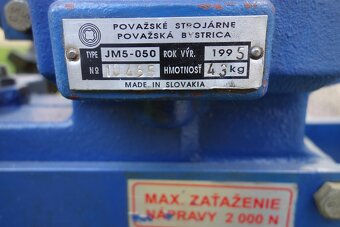 POVAŽSKÉ STROJÁRNE
POVAŽSKÁ BYSTRICA
TYPE JM5-050 ROK VÝR. 1995
No HMOTNOSŤ 43 kg
MADE IN SLOVAKIA
MAX. ZAŤAŽENIE
NÁPRAVY 2 000 N